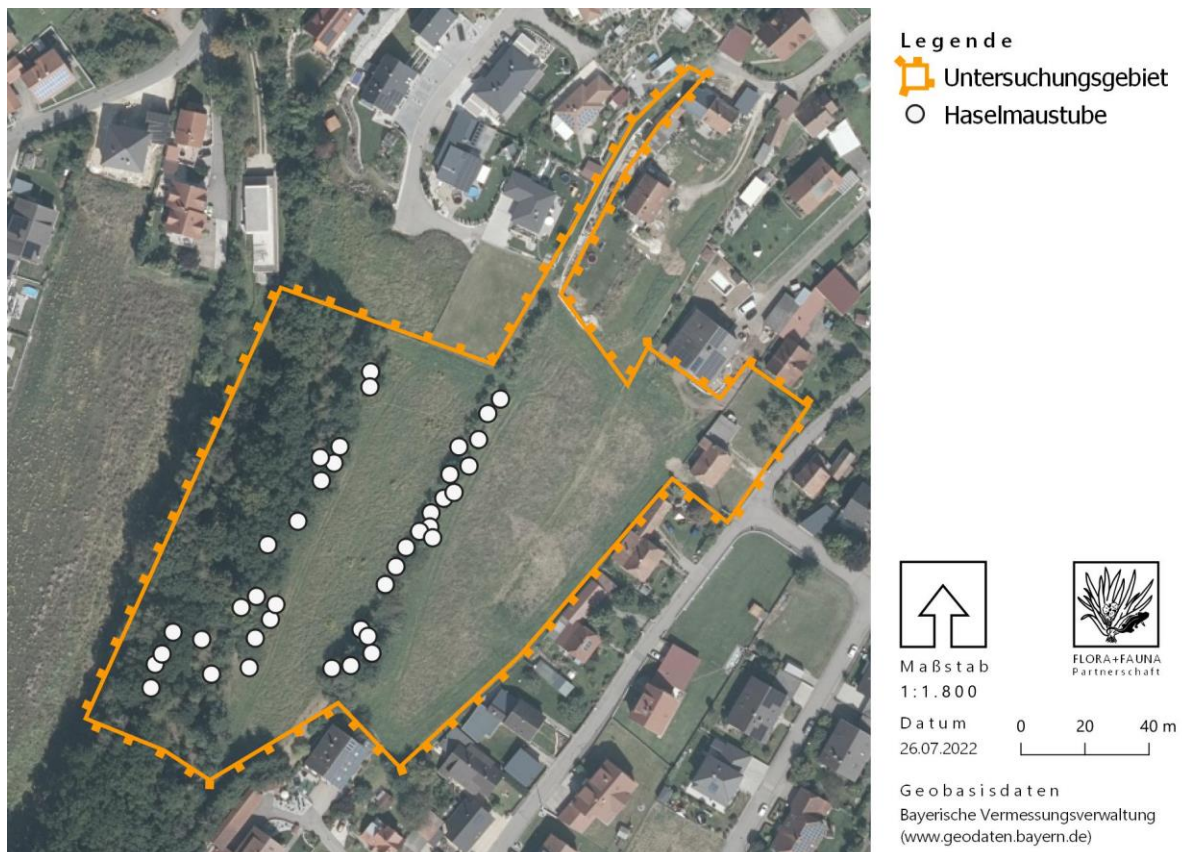 Legende
Untersuchungsgebiet
Haselmaustube
Maßstab
1:1.800
FLORA+FAUNA
Partnerschaft
Datum
26.07.2022
0 20 40 m
Geobasisdaten
Bayerische Vermessungsverwaltung
(www.geodaten.bayern.de)